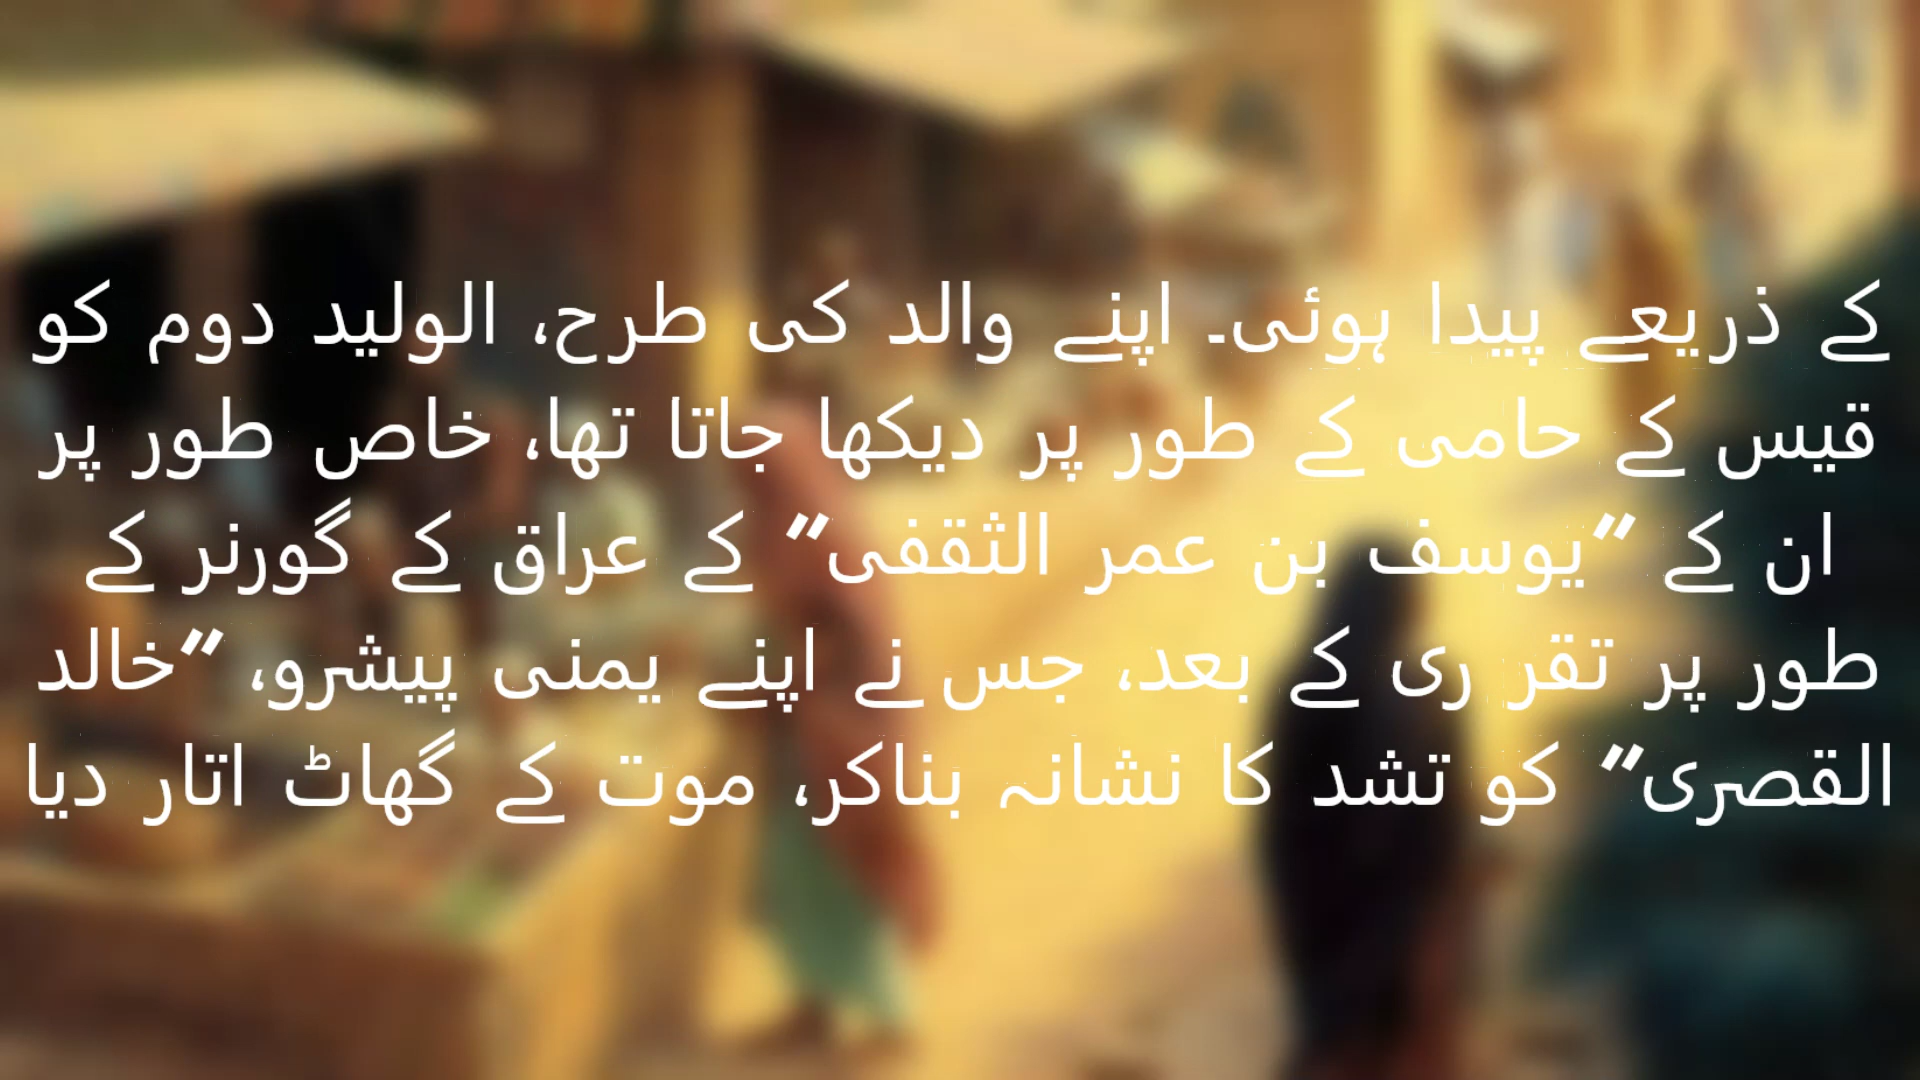 کے ذریعے پیدا ہوئی۔ اپنے والد کی طرح، الولید دوم کو
قیس کے حامی کے طور پر دیکھا جاتا تھا، خاص طور پر
ان کے ”یوسف بن عمر الثقفی” کے عراق کے گورنر کے
طور پر تقر ری کے بعد، جس نے اپنے یمنی پیشرو، ”خالد
القصری” کو تشد کا نشانہ بناکر، موت کے گھاٹ اتار دیا